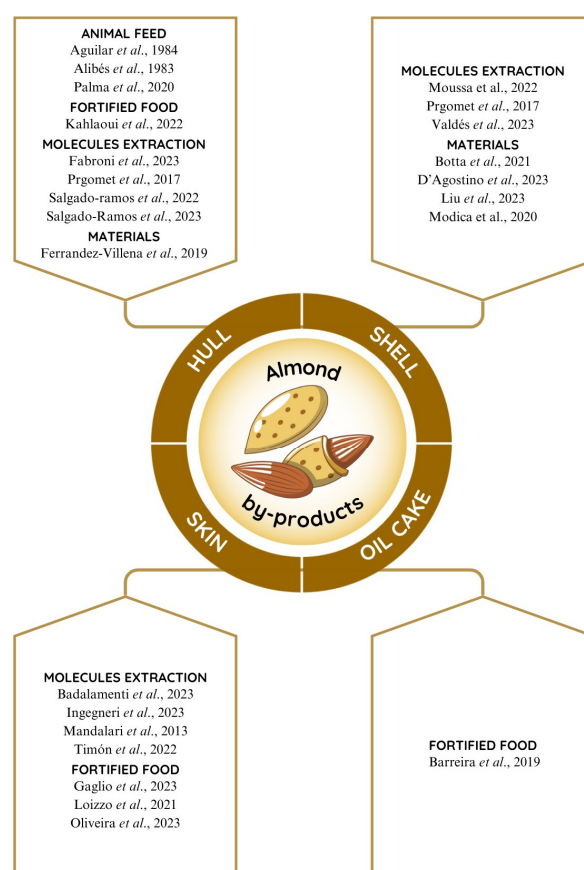 ANIMAL FEED
Aguilar et al., 1984
Alibés et al., 1983
Palma et al., 2020
FORTIFIED FOOD
Kahlaoui et al., 2022
MOLECULES EXTRACTION
Fabroni et al., 2023
Prgomet et al., 2017
Salgado-ramos et al., 2022
Salgado-Ramos et al., 2023
MATERIALS
Ferrandez-Villena et al., 2019
MOLECULES EXTRACTION
Moussa et al., 2022
Prgomet et al., 2017
Valdés et al., 2023
MATERIALS
Botta et al., 2021
D'Agostino et al., 2023
Liu et al., 2023
Modica et al., 2020
HULL
SHELL
Almond
by-products
SKIN
OIL CAKE
MOLECULES EXTRACTION
Badalamenti et al., 2023
Ingegneri et al., 2023
Mandalari et al., 2013
Timón et al., 2022
FORTIFIED FOOD
Gaglio et al., 2023
Loizzo et al., 2021
Oliveira et al., 2023
FORTIFIED FOOD
Barreira et al., 2019